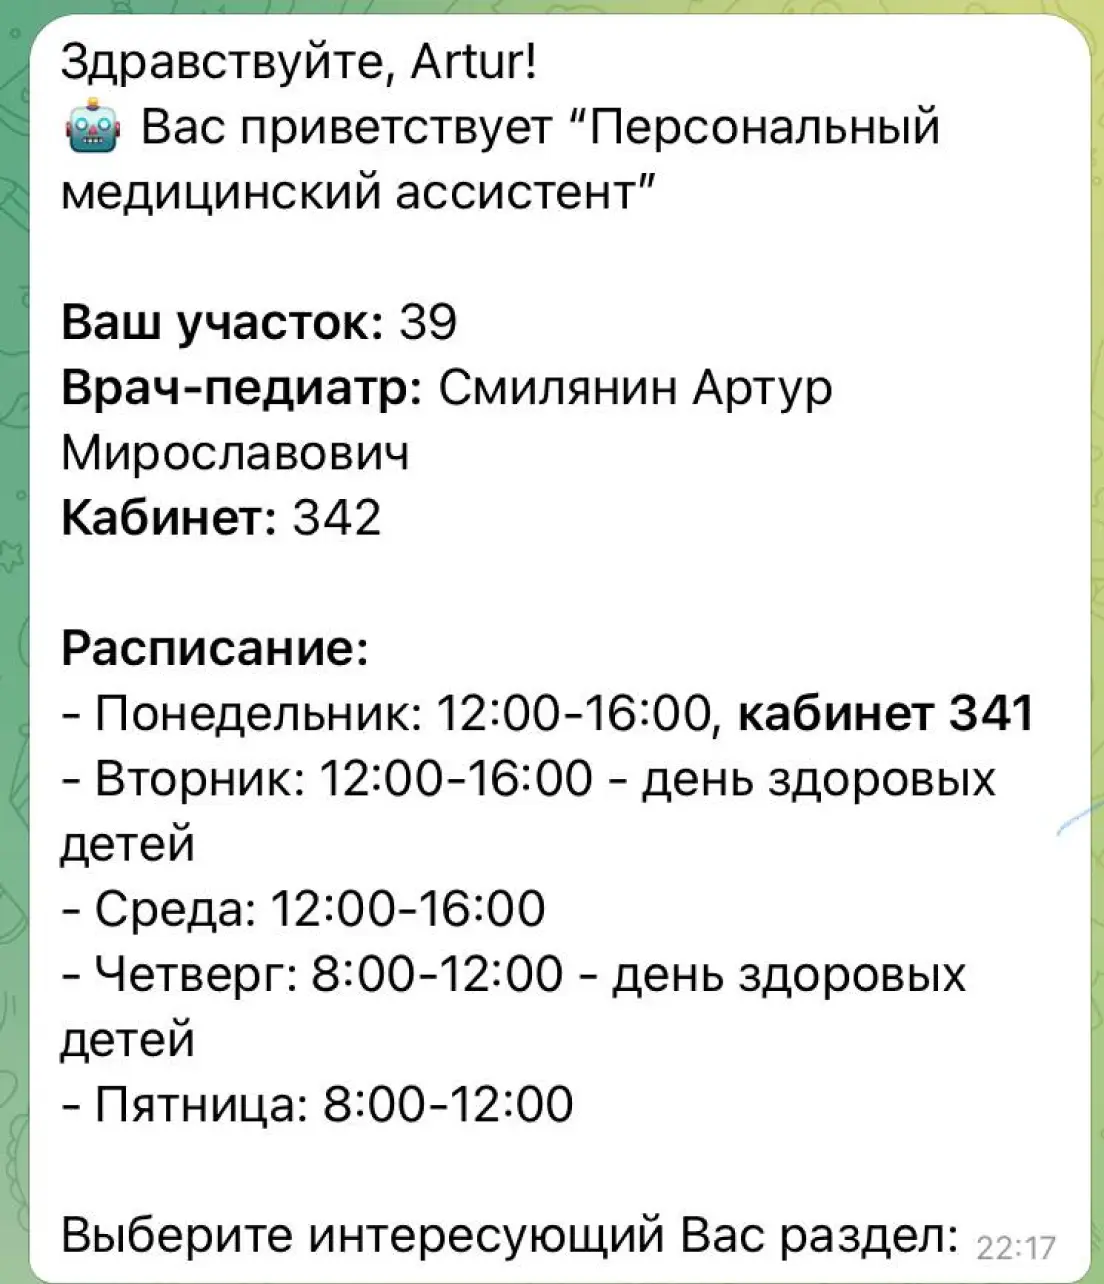 Здравствуйте, Artur!
🤖 Вас приветствует “Персональный
медицинский ассистент”
Ваш участок: 39
Врач-педиатр: Смилянин Артур
Мирославович
Кабинет: 342
Расписание:
- Понедельник: 12:00-16:00, кабинет 341
- Вторник: 12:00-16:00 - день здоровых
детей
- Среда: 12:00-16:00
- Четверг: 8:00-12:00 - день здоровых
детей
- Пятница: 8:00-12:00
Выберите интересующий Вас раздел: 22:17